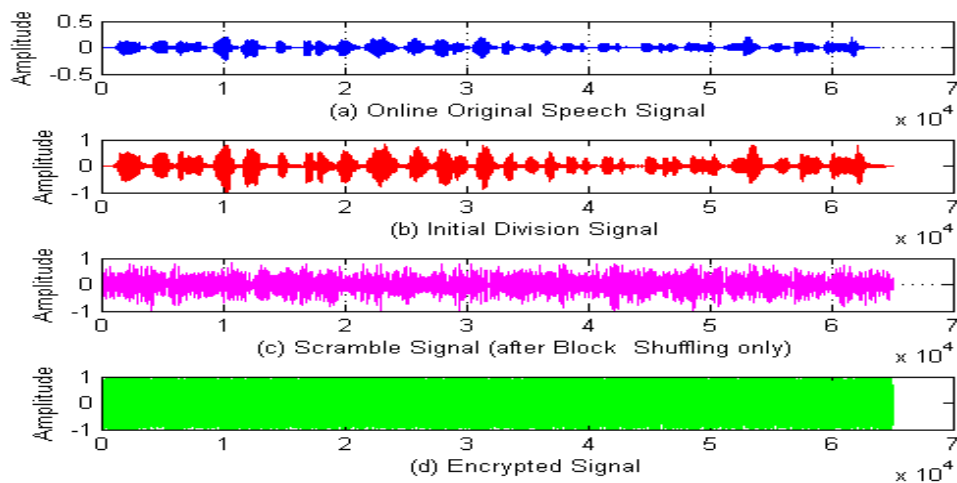 Amplitude
0.5
0
-0.5
0 1 2 3 4 5 6 7
(a) Online Original Speech Signal
x 10^4
Amplitude
1
0
-1
0 1 2 3 4 5 6 7
(b) Initial Division Signal
x 10^4
Amplitude
1
0
-1
0 1 2 3 4 5 6 7
(c) Scramble Signal (after Block Shuffling only)
x 10^4
Amplitude
1
0
-1
0 1 2 3 4 5 6 7
(d) Encrypted Signal
x 10^4